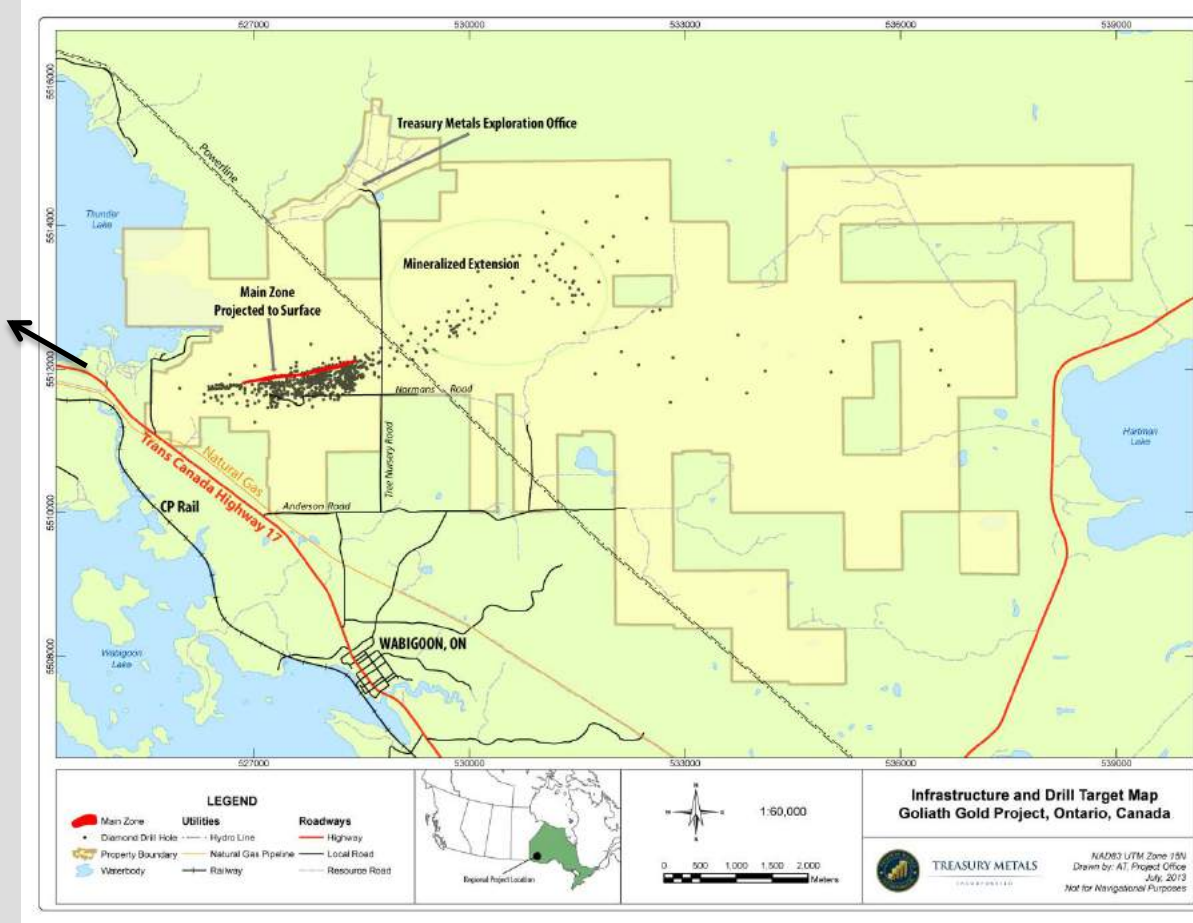 527000 530000 533000 536000 539000
5516000
5514000
5512000
5510000
5508000
Treasury Metals Exploration Office
Powerline
Thunder
Lake
Mineralized Extension
Main Zone
Projected to Surface
Normans Road
Tree Nursery Road
Hartman
Lake
Natural Gas
Trans Canada Highway 17
CP Rail
Anderson Road
WABIGOON, ON
Wabigoon
Lake
527000 530000 533000 536000 539000
LEGEND
Main Zone
Diamond Drill Hole
Property Boundary
Waterbody
Utilities
Hydro Line
Natural Gas Pipeline
Railway
Roadways
Highway
Local Road
Resource Road
Regional Project Location
1:60,000
0 500 1,000 1,500 2,000
Meters
Infrastructure and Drill Target Map
Goliath Gold Project, Ontario, Canada
TREASURY METALS
INCORPORATED
NAD83 UTM Zone 15N
Drawn by: AT, Project Office
July, 2013
Not for Navigational Purposes